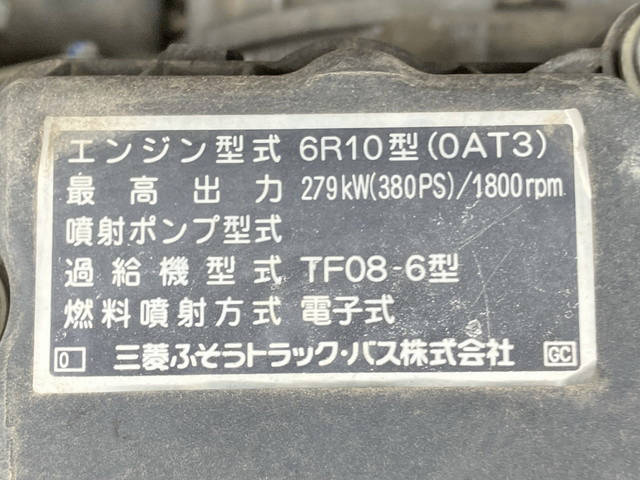 エンジン型式 6R10型(0AT3)
最高出力 279kW(380PS)/1800rpm
噴射ポンプ型式
過給機型式 TF08-6型
燃料噴射方式 電子式
0 三菱ふそうトラック・バス株式会社 GC